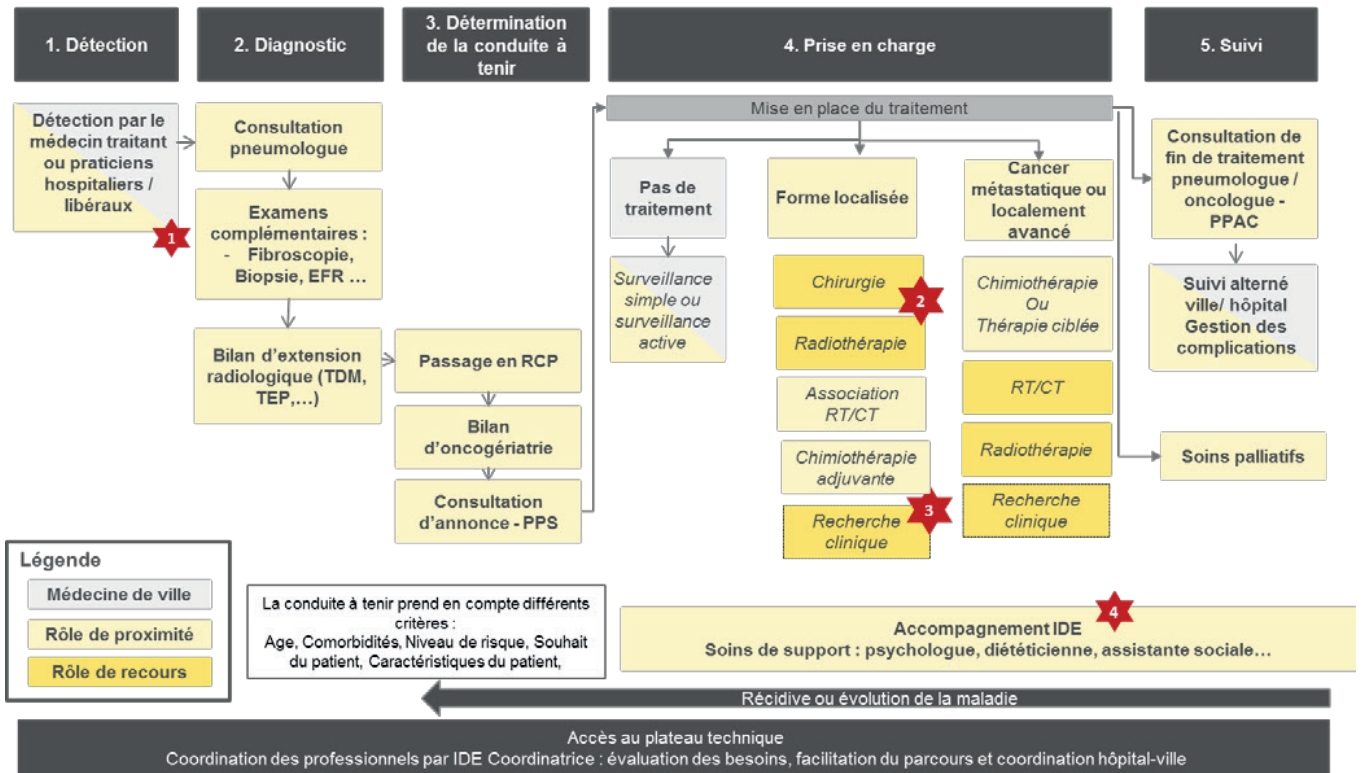 1. Détection
2. Diagnostic
3. Détermination
de la conduite à
tenir
4. Prise en charge
5. Suivi
Détection par le
médecin traitant
ou praticiens
hospitaliers /
libéraux
1
Consultation
pneumologue
Examens
complémentaires :
- Fibroscopie,
Biopsie, EFR ...
Bilan d'extension
radiologique (TDM,
TEP,...)
Passage en RCP
Bilan
d'oncogériatrie
Consultation
d'annonce - PPS
Mise en place du traitement
Pas de
traitement
Surveillance
simple ou
surveillance
active
Forme localisée
Chirurgie
2
Radiothérapie
Association
RT/CT
Chimiothérapie
adjuvante
3
Recherche
clinique
Cancer
métastatique ou
localement
avancé
Chimiothérapie
Ou
Thérapie ciblée
RT/CT
Radiothérapie
Recherche
clinique
Consultation de
fin de traitement
pneumologue /
oncologue -
PPAC
Suivi alterné
ville/ hôpital
Gestion des
complications
Soins palliatifs
Légende
Médecine de ville
Rôle de proximité
Rôle de recours
La conduite à tenir prend en compte différents
critères :
Age, Comorbidités, Niveau de risque, Souhait
du patient, Caractéristiques du patient,
4
Accompagnement IDE
Soins de support : psychologue, diététicienne, assistante sociale...
Récidive ou évolution de la maladie
Accès au plateau technique
Coordination des professionnels par IDE Coordinatrice : évaluation des besoins, facilitation du parcours et coordination hôpital-ville